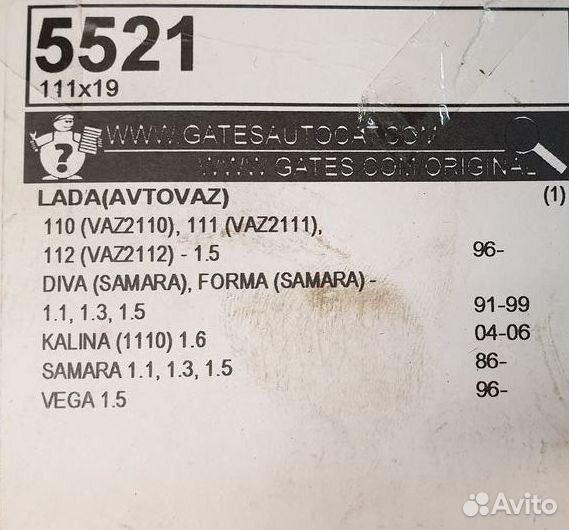 5521
111x19
WWW.GATESAUTOCAT.COM
WWW.GATES.COM/ORIGINAL
LADA(AVTOVAZ) (1)
110 (VAZ2110), 111 (VAZ2111),
112 (VAZ2112) - 1.5 96-
DIVA (SAMARA), FORMA (SAMARA) -
1.1, 1.3, 1.5 91-99
KALINA (1110) 1.6 04-06
SAMARA 1.1, 1.3, 1.5 86-
VEGA 1.5 96-
Avito